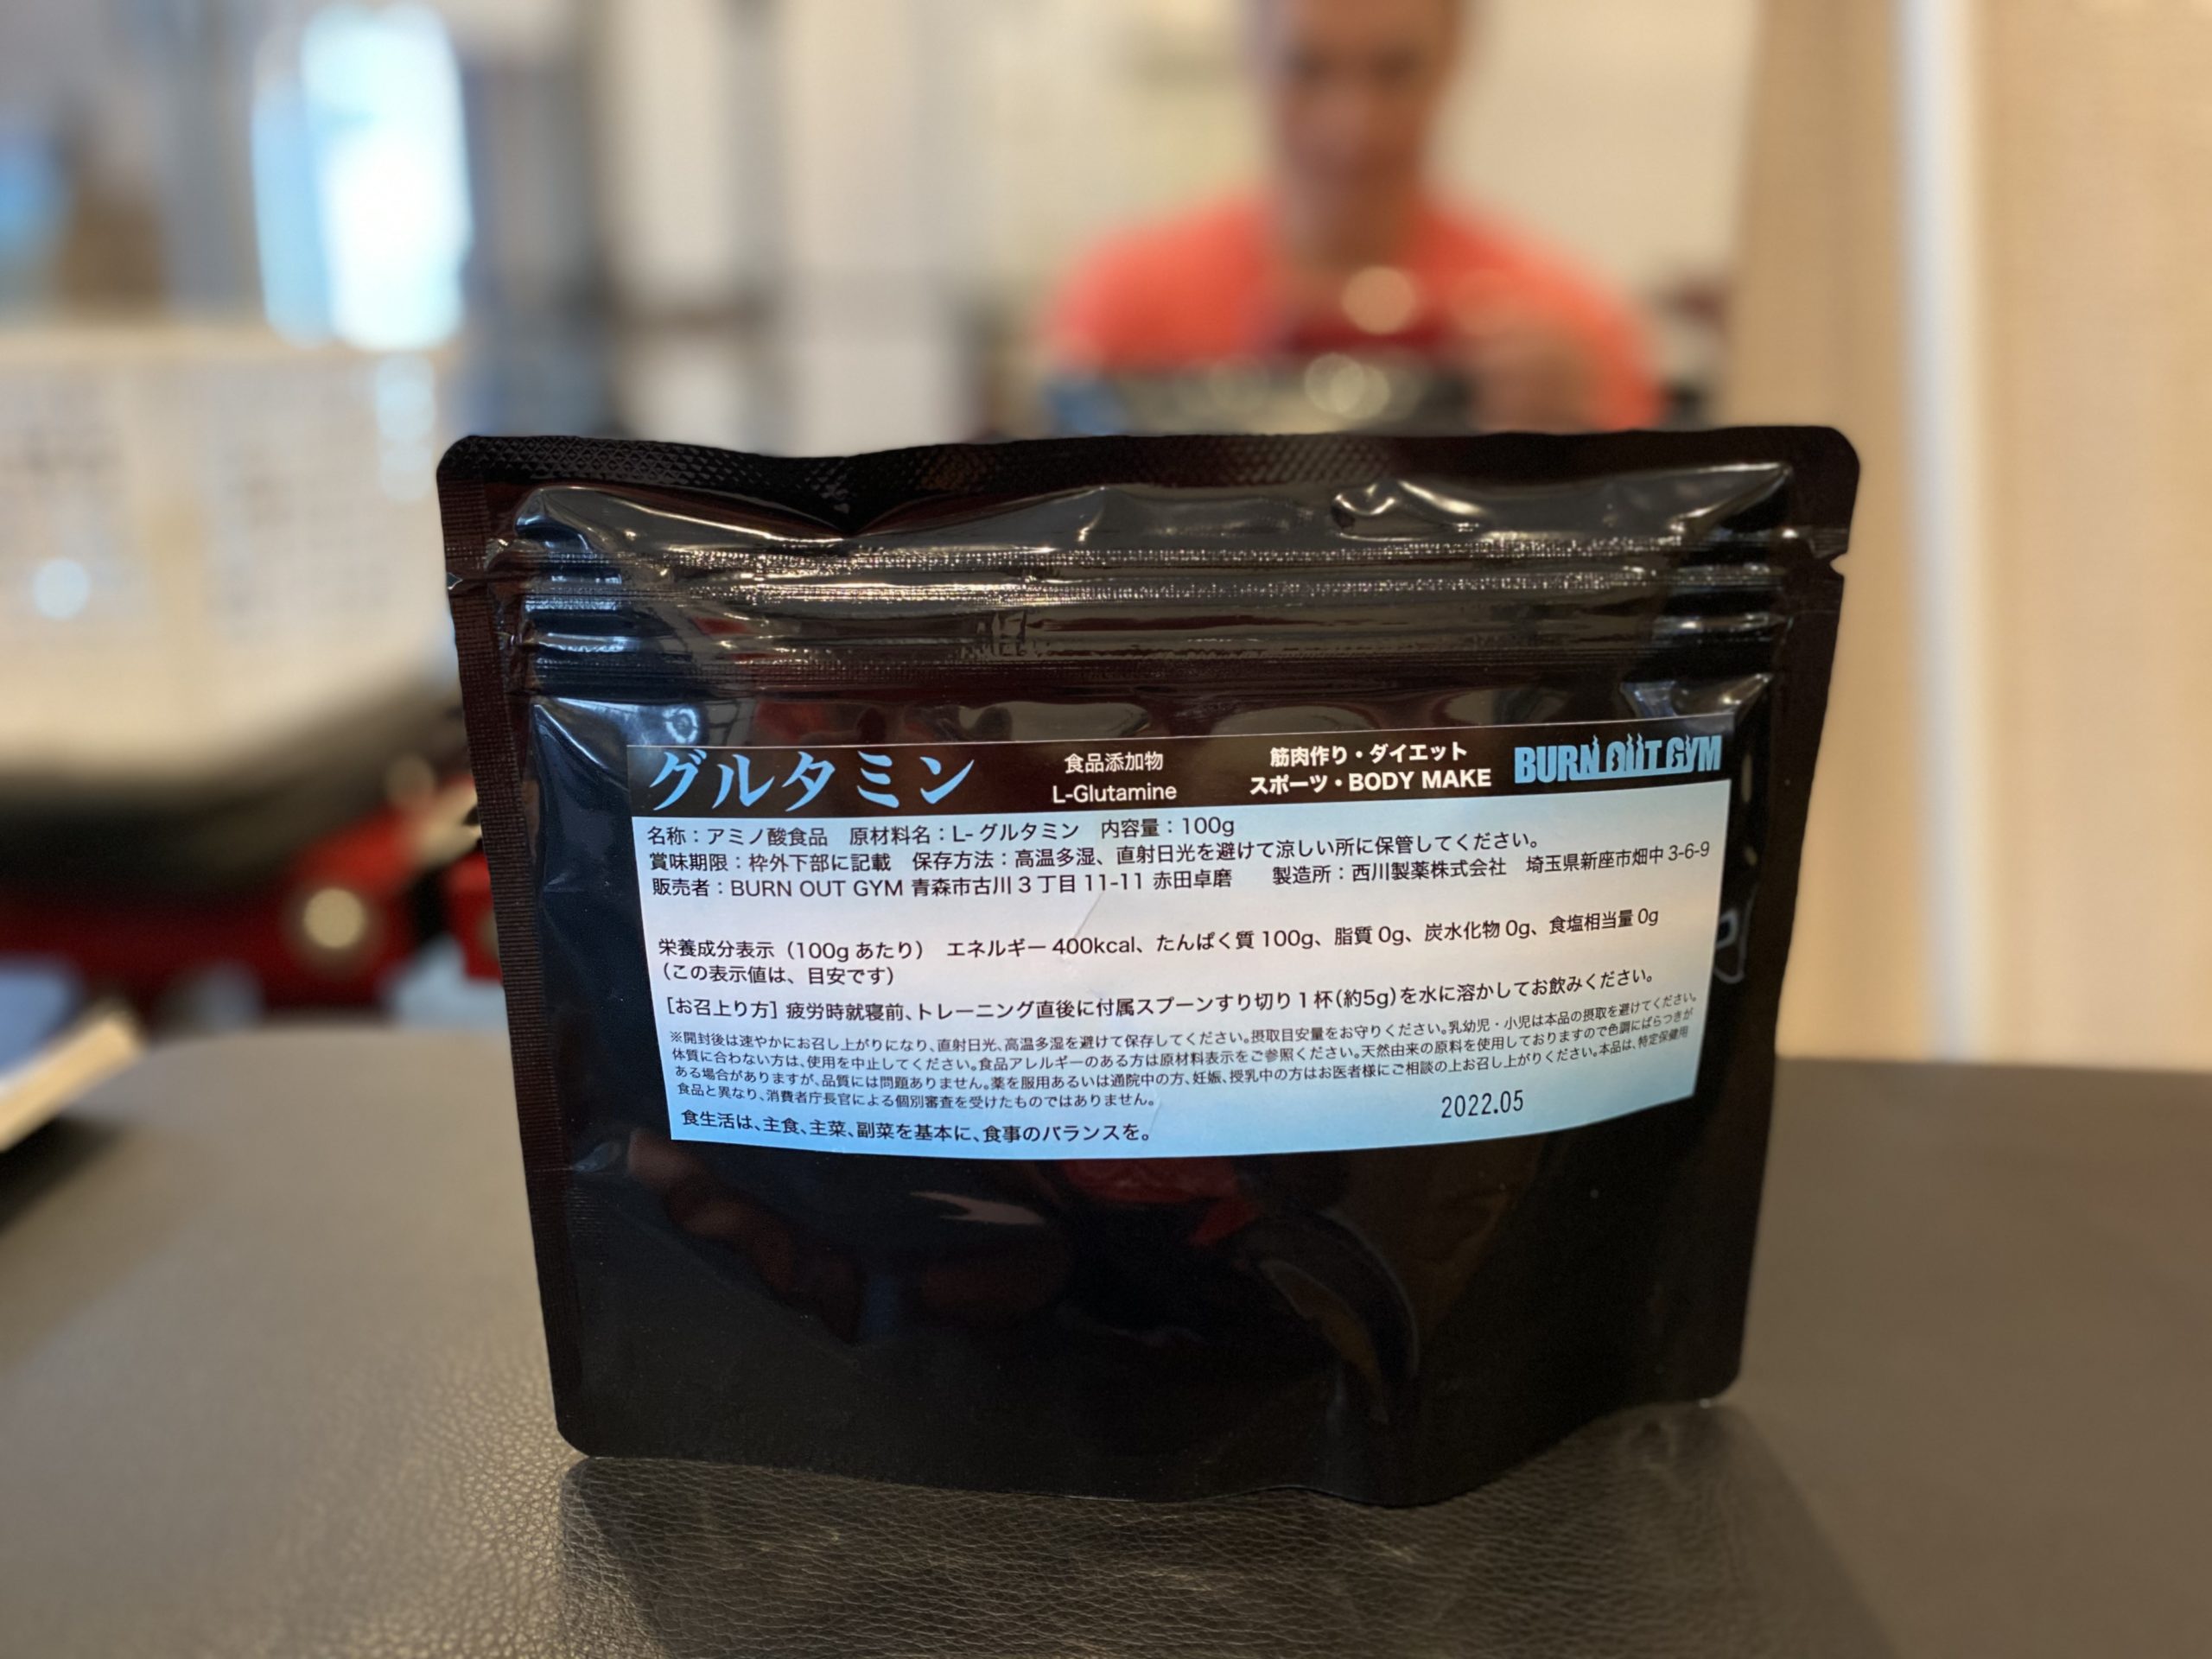 グルタミン
食品添加物
L-Glutamine
筋肉作り・ダイエット
スポーツ・BODY MAKE
BURN OUT GYM
名称：アミノ酸食品　原材料名：L-グルタミン　内容量：100g
賞味期限：枠外下部に記載　保存方法：高温多湿、直射日光を避けて涼しい所に保管してください。
販売者：BURN OUT GYM 青森市古川3丁目11-11 赤田卓磨　　製造所：西川製薬株式会社　埼玉県新座市畑中3-6-9
栄養成分表示（100gあたり）　エネルギー400kcal、たんぱく質100g、脂質0g、炭水化物0g、食塩相当量0g
（この表示値は、目安です）
［お召上り方］疲労時就寝前、トレーニング直後に付属スプーンすり切り1杯（約5g）を水に溶かしてお飲みください。
※開封後は速やかにお召し上がりになり、直射日光、高温多湿を避けて保存してください。摂取目安量をお守りください。乳幼児・小児は本品の摂取を避けてください。
体質に合わない方は、使用を中止してください。食品アレルギーのある方は原材料表示をご参照ください。天然由来の原料を使用しておりますので色調にばらつきが
ある場合がありますが、品質には問題ありません。薬を服用あるいは通院中の方、妊娠、授乳中の方はお医者様にご相談の上お召し上がりください。本品は、特定保健用
食品と異なり、消費者庁長官による個別審査を受けたものではありません。
食生活は、主食、主菜、副菜を基本に、食事のバランスを。
2022.05